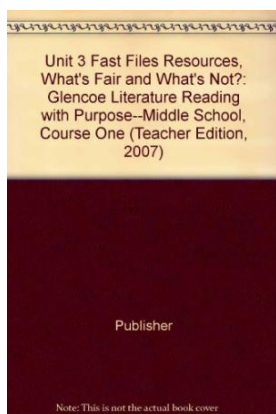 Unit 3 Fast Files Resources,
What's Fair and What's Not?:
Glencoe Literature Reading
with Purpose--Middle School,
Course One (Teacher Edition,
2007)
Publisher
Note: This is not the actual book cover